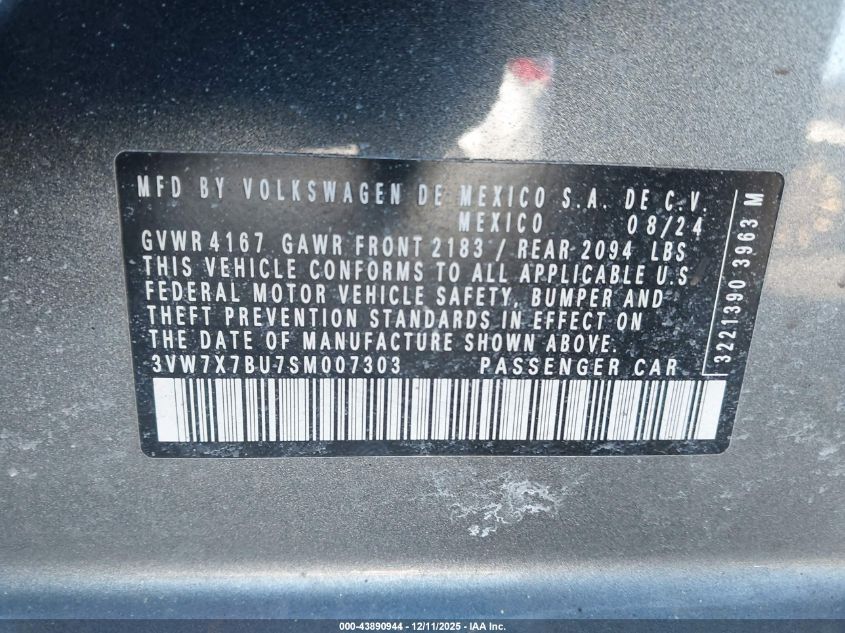 MFD BY VOLKSWAGEN DE MEXICO S.A. DE C.V.
MEXICO 08/24
GVWR 4167 GAWR FRONT 2183 / REAR 2094 LBS
THIS VEHICLE CONFORMS TO ALL APPLICABLE U.S.
FEDERAL MOTOR VEHICLE SAFETY, BUMPER AND
THEFT PREVENTION STANDARDS IN EFFECT ON
THE DATE OF MANUFACTURE SHOWN ABOVE.
3VW7X7BU7SM007303 PASSENGER CAR
3221390 3963 M
000-43890944 - 12/11/2025 - IAA Inc.